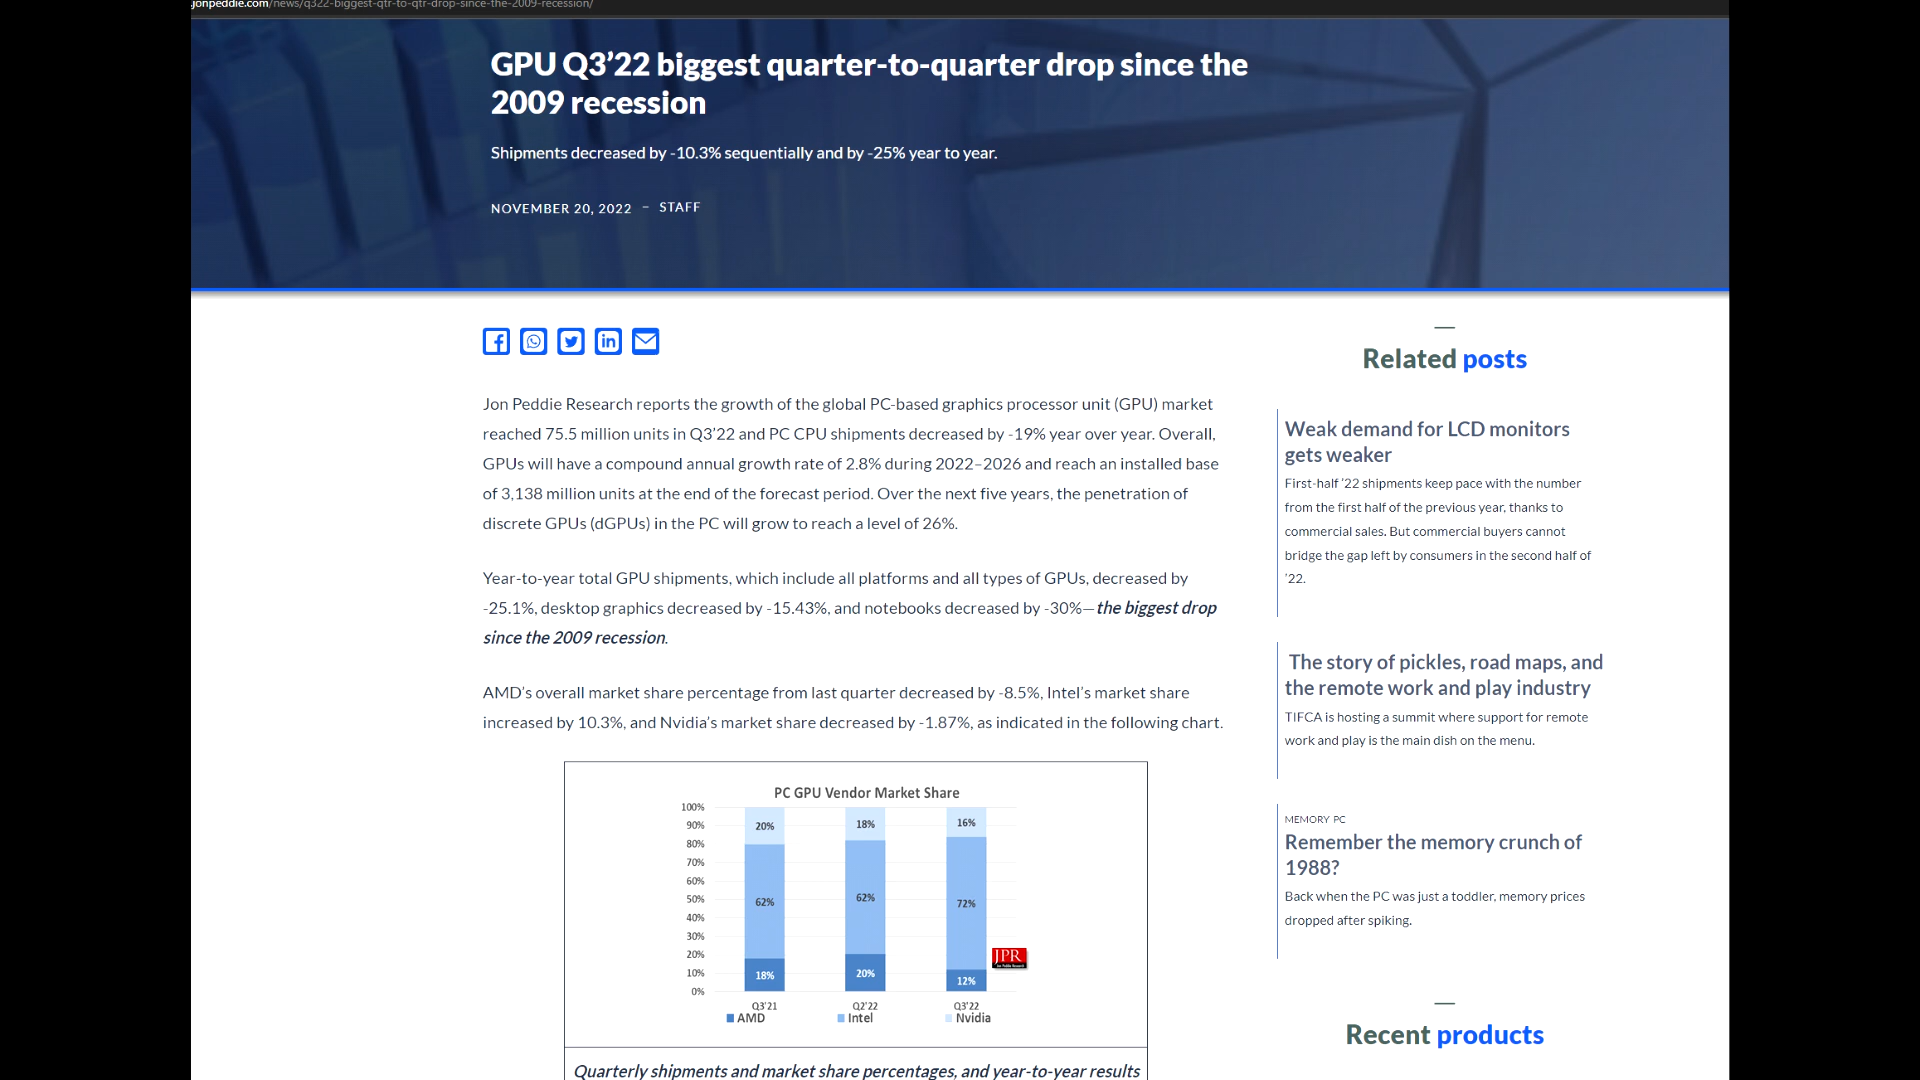 jonpeddie.com/news/q322-biggest-qtr-to-qtr-drop-since-the-2009-recession/
GPU Q3’22 biggest quarter-to-quarter drop since the
2009 recession
Shipments decreased by -10.3% sequentially and by -25% year to year.
NOVEMBER 20, 2022 – STAFF
Jon Peddie Research reports the growth of the global PC-based graphics processor unit (GPU) market
reached 75.5 million units in Q3’22 and PC CPU shipments decreased by -19% year over year. Overall,
GPUs will have a compound annual growth rate of 2.8% during 2022–2026 and reach an installed base
of 3,138 million units at the end of the forecast period. Over the next five years, the penetration of
discrete GPUs (dGPUs) in the PC will grow to reach a level of 26%.
Year-to-year total GPU shipments, which include all platforms and all types of GPUs, decreased by
-25.1%, desktop graphics decreased by -15.43%, and notebooks decreased by -30%—the biggest drop
since the 2009 recession.
AMD’s overall market share percentage from last quarter decreased by -8.5%, Intel’s market share
increased by 10.3%, and Nvidia’s market share decreased by -1.87%, as indicated in the following chart.
PC GPU Vendor Market Share
100%
90%
80%
70%
60%
50%
40%
30%
20%
10%
0%
20%
62%
18%
18%
62%
20%
16%
72%
12%
JPR
Jon Peddie Research
Q3'21
Q2'22
Q3'22
AMD
Intel
Nvidia
Quarterly shipments and market share percentages, and year-to-year results
Related posts
Weak demand for LCD monitors
gets weaker
First-half ’22 shipments keep pace with the number
from the first half of the previous year, thanks to
commercial sales. But commercial buyers cannot
bridge the gap left by consumers in the second half of
’22.
The story of pickles, road maps, and
the remote work and play industry
TIFCA is hosting a summit where support for remote
work and play is the main dish on the menu.
MEMORY PC
Remember the memory crunch of
1988?
Back when the PC was just a toddler, memory prices
dropped after spiking.
Recent products